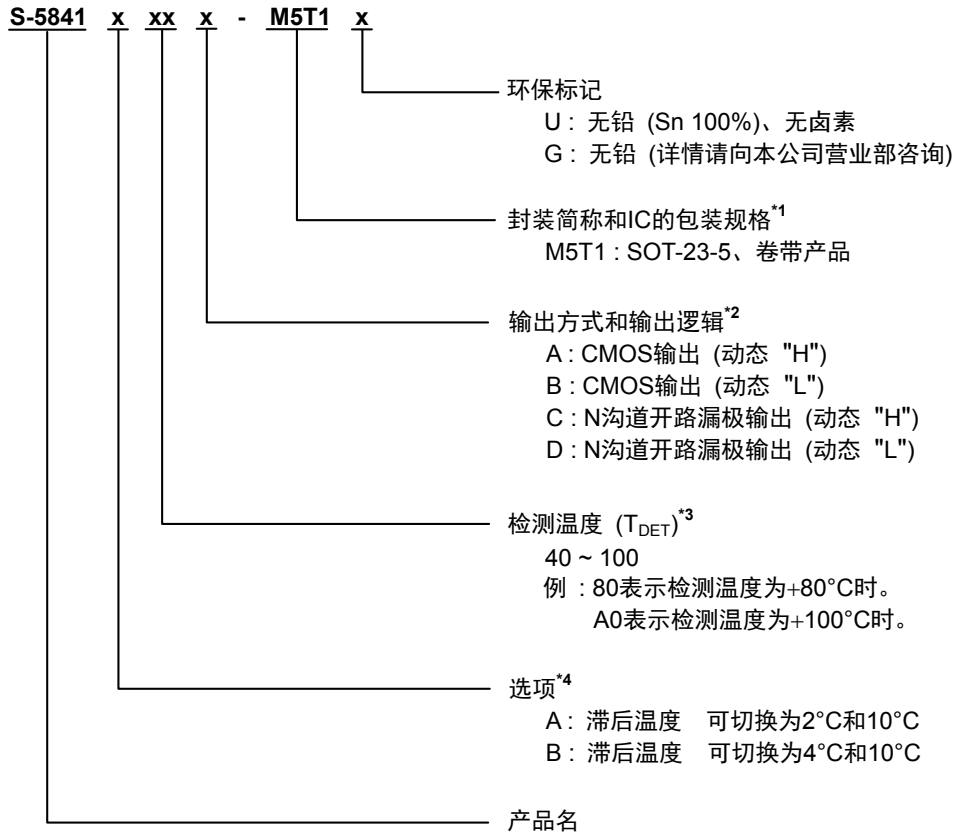 S-5841 x xx x - M5T1 x
环保标记
U : 无铅 (Sn 100%)、无卤素
G : 无铅 (详情请向本公司营业部咨询)
封装简称和IC的包装规格*1
M5T1 : SOT-23-5、卷带产品
输出方式和输出逻辑*2
A : CMOS输出 (动态 "H")
B : CMOS输出 (动态 "L")
C : N沟道开路漏极输出 (动态 "H")
D : N沟道开路漏极输出 (动态 "L")
检测温度 (TDET)*3
40 ~ 100
例 : 80表示检测温度为+80°C时。
A0表示检测温度为+100°C时。
选项*4
A : 滞后温度 可切换为2°C和10°C
B : 滞后温度 可切换为4°C和10°C
产品名